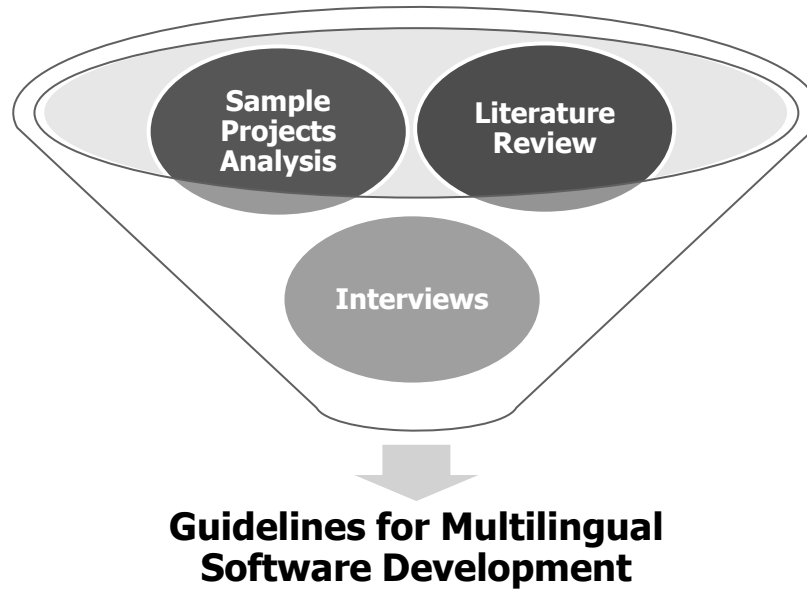 Sample
Projects
Analysis
Literature
Review
Interviews
Guidelines for Multilingual
Software Development